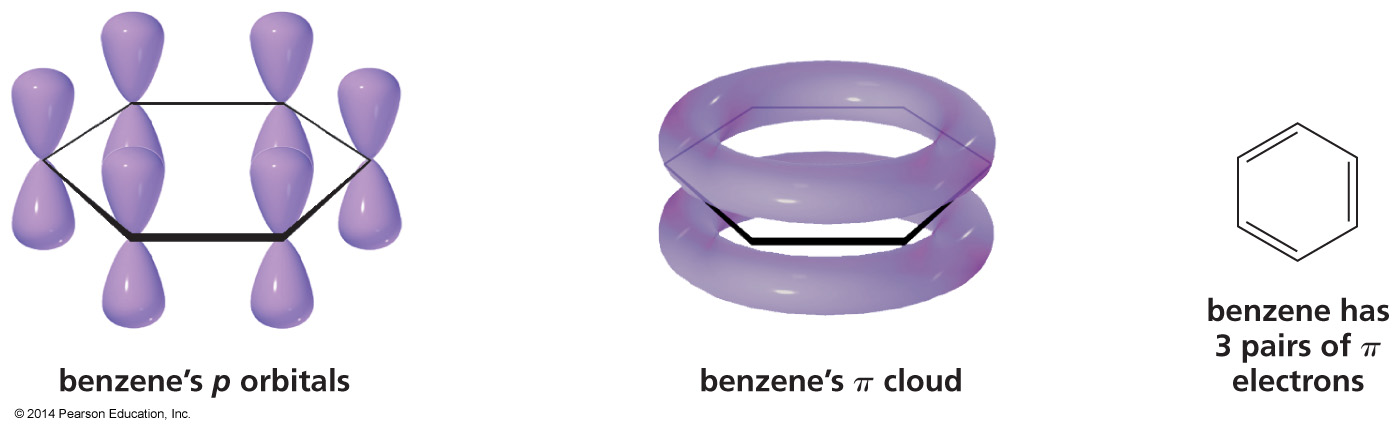 benzene's p orbitals
© 2014 Pearson Education, Inc.
benzene's π cloud
benzene has
3 pairs of π
electrons